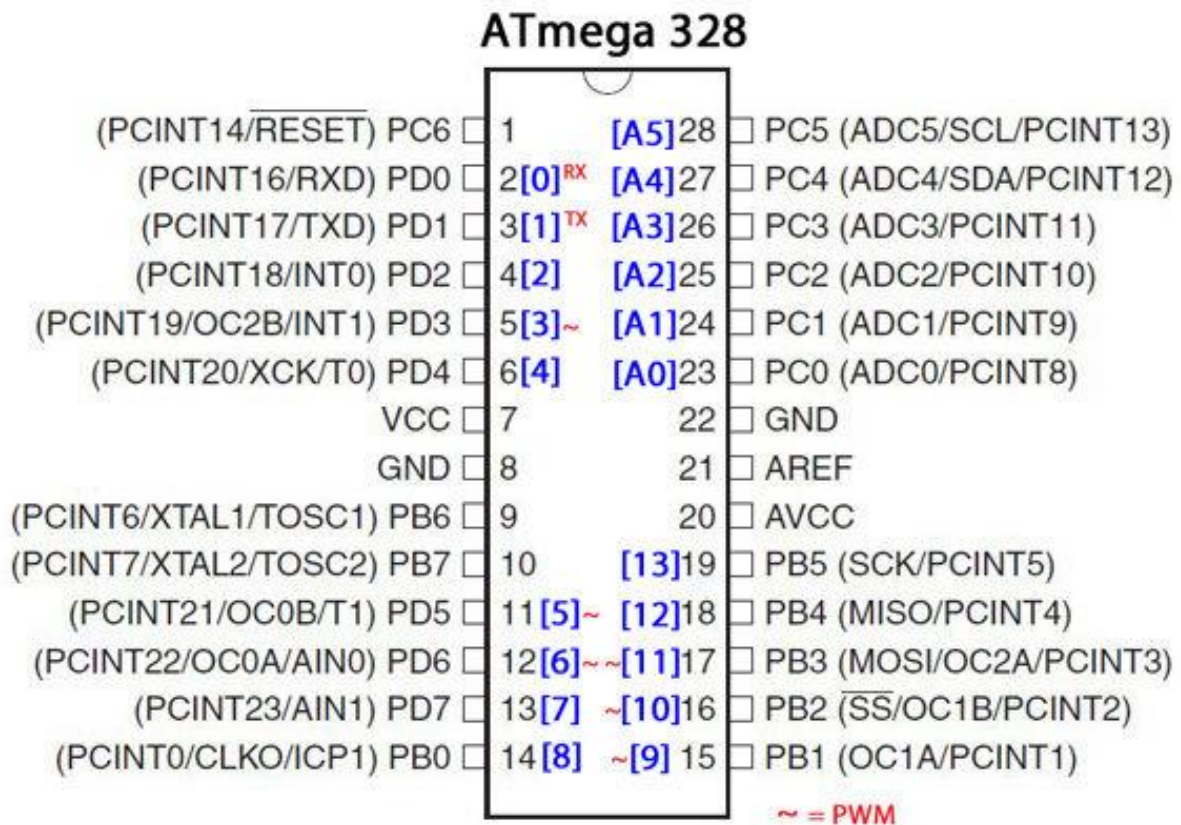 ATmega 328
(PCINT14/RESET) PC6 1 [A5] 28 PC5 (ADC5/SCL/PCINT13)
(PCINT16/RXD) PD0 2 [0] RX [A4] 27 PC4 (ADC4/SDA/PCINT12)
(PCINT17/TXD) PD1 3 [1] TX [A3] 26 PC3 (ADC3/PCINT11)
(PCINT18/INT0) PD2 4 [2] [A2] 25 PC2 (ADC2/PCINT10)
(PCINT19/OC2B/INT1) PD3 5 [3]~ [A1] 24 PC1 (ADC1/PCINT9)
(PCINT20/XCK/T0) PD4 6 [4] [A0] 23 PC0 (ADC0/PCINT8)
VCC 7 22 GND
GND 8 21 AREF
(PCINT6/XTAL1/TOSC1) PB6 9 20 AVCC
(PCINT7/XTAL2/TOSC2) PB7 10 [13] 19 PB5 (SCK/PCINT5)
(PCINT21/OC0B/T1) PD5 11 [5]~ [12] 18 PB4 (MISO/PCINT4)
(PCINT22/OC0A/AIN0) PD6 12 [6]~ ~[11] 17 PB3 (MOSI/OC2A/PCINT3)
(PCINT23/AIN1) PD7 13 [7] ~[10] 16 PB2 (SS/OC1B/PCINT2)
(PCINT0/CLKO/ICP1) PB0 14 [8] ~[9] 15 PB1 (OC1A/PCINT1)
~ = PWM